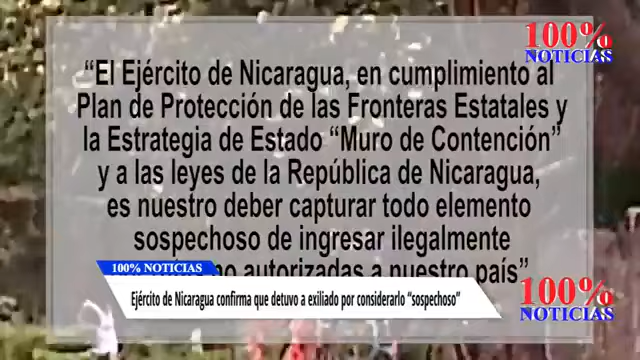 100%
NOTICIAS
“El Ejército de Nicaragua, en cumplimiento al
Plan de Protección de las Fronteras Estatales y
la Estrategia de Estado “Muro de Contención”
y a las leyes de la República de Nicaragua,
es nuestro deber capturar todo elemento
sospechoso de ingresar ilegalmente
no autorizadas a nuestro país”
100% NOTICIAS
Ejército de Nicaragua confirma que detuvo a exiliado por considerarlo “sospechoso”
100%
NOTICIAS